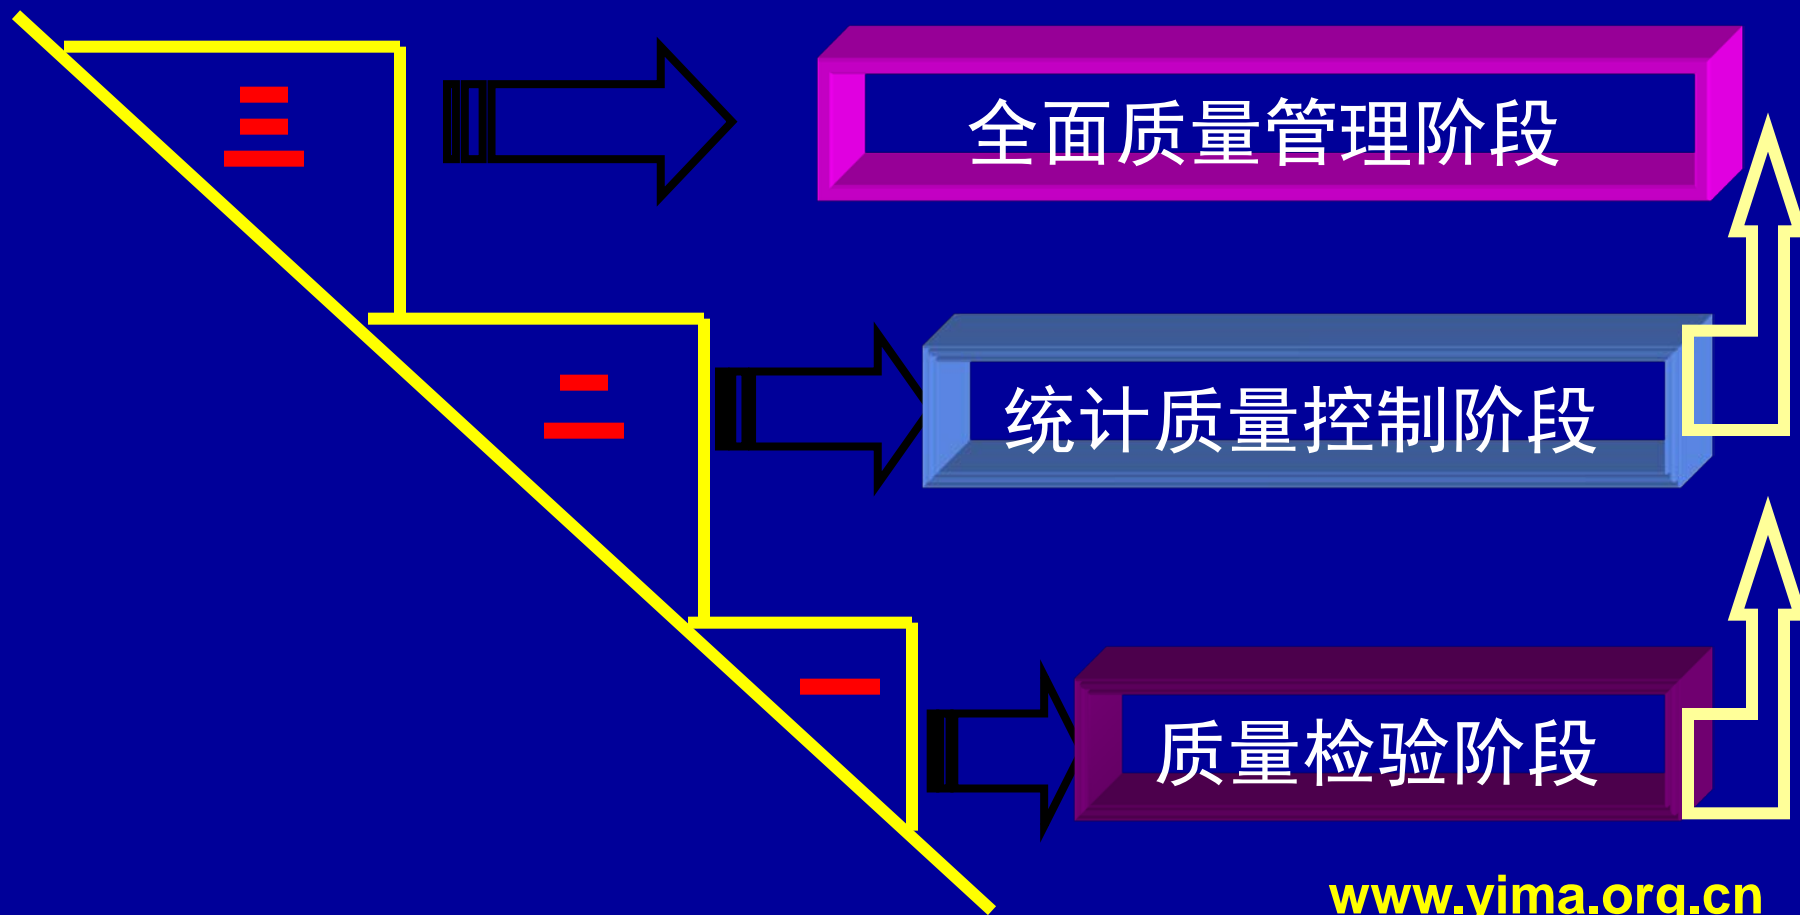 三
全面质量管理阶段
二
统计质量控制阶段
一
质量检验阶段
www.yima.org.cn